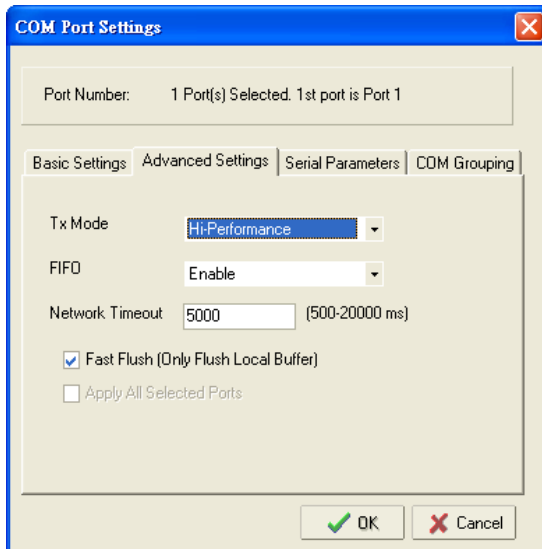 COM Port Settings
Port Number: 1 Port(s) Selected. 1st port is Port 1
Basic Settings Advanced Settings Serial Parameters COM Grouping
Tx Mode Hi-Performance
FIFO Enable
Network Timeout 5000 (500-20000 ms)
Fast Flush (Only Flush Local Buffer)
Apply All Selected Ports
OK Cancel